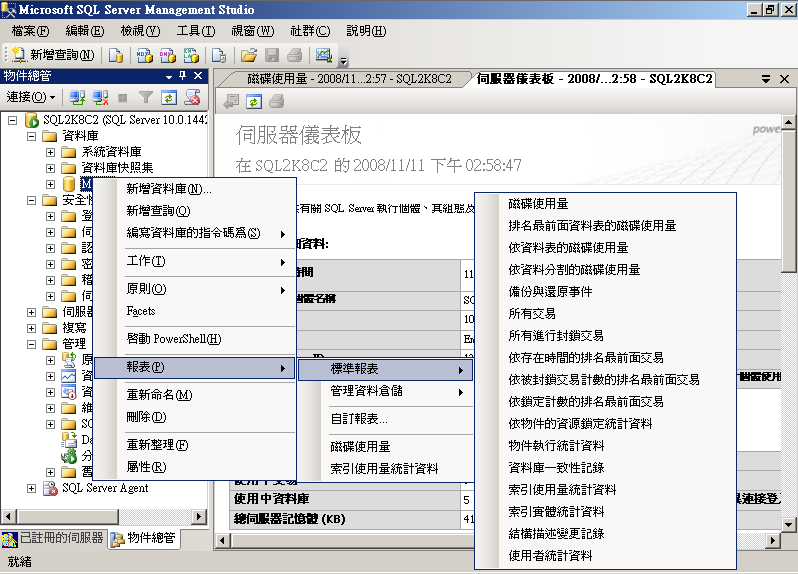 Microsoft SQL Server Management Studio
檔案(F) 編輯(E) 檢視(V) 工具(T) 視窗(W) 社群(C) 說明(H)
新增查詢(N)
物件總管
連接(O)
SQL2K8C2 (SQL Server 10.0.144
資料庫
系統資料庫
資料庫快照集
M
安全性
伺服器
複寫
管理
SQL Server Agent
已註冊的伺服器
物件總管
就緒
磁碟使用量 - 2008/11...2:57 - SQL2K8C2
伺服器儀表板 - 2008/...2:58 - SQL2K8C2
伺服器儀表板
powe
在 SQL2K8C2 的 2008/11/11 下午 02:58:47
有關 SQL Server 執行個體、其組態及
資料:
時間
11
個體名稱
SC
10
En
ID
使用中資料庫
5
總伺服器記憶體 (KB)
41
個體使用
連接登入
新增資料庫(N)...
新增查詢(Q)
編寫資料庫的指令碼為(S)
工作(T)
原則(O)
Facets
啟動 PowerShell(H)
報表(P)
重新命名(M)
刪除(D)
重新整理(F)
屬性(R)
標準報表
管理資料倉儲
自訂報表...
磁碟使用量
索引使用量統計資料
磁碟使用量
排名最前面資料表的磁碟使用量
依資料表的磁碟使用量
依資料分割的磁碟使用量
備份與還原事件
所有交易
所有進行封鎖交易
依存在時間的排名最前面交易
依被封鎖交易計數的排名最前面交易
依鎖定計數的排名最前面交易
依物件的資源鎖定統計資料
物件執行統計資料
資料庫一致性記錄
索引使用量統計資料
索引實體統計資料
結構描述變更記錄
使用者統計資料